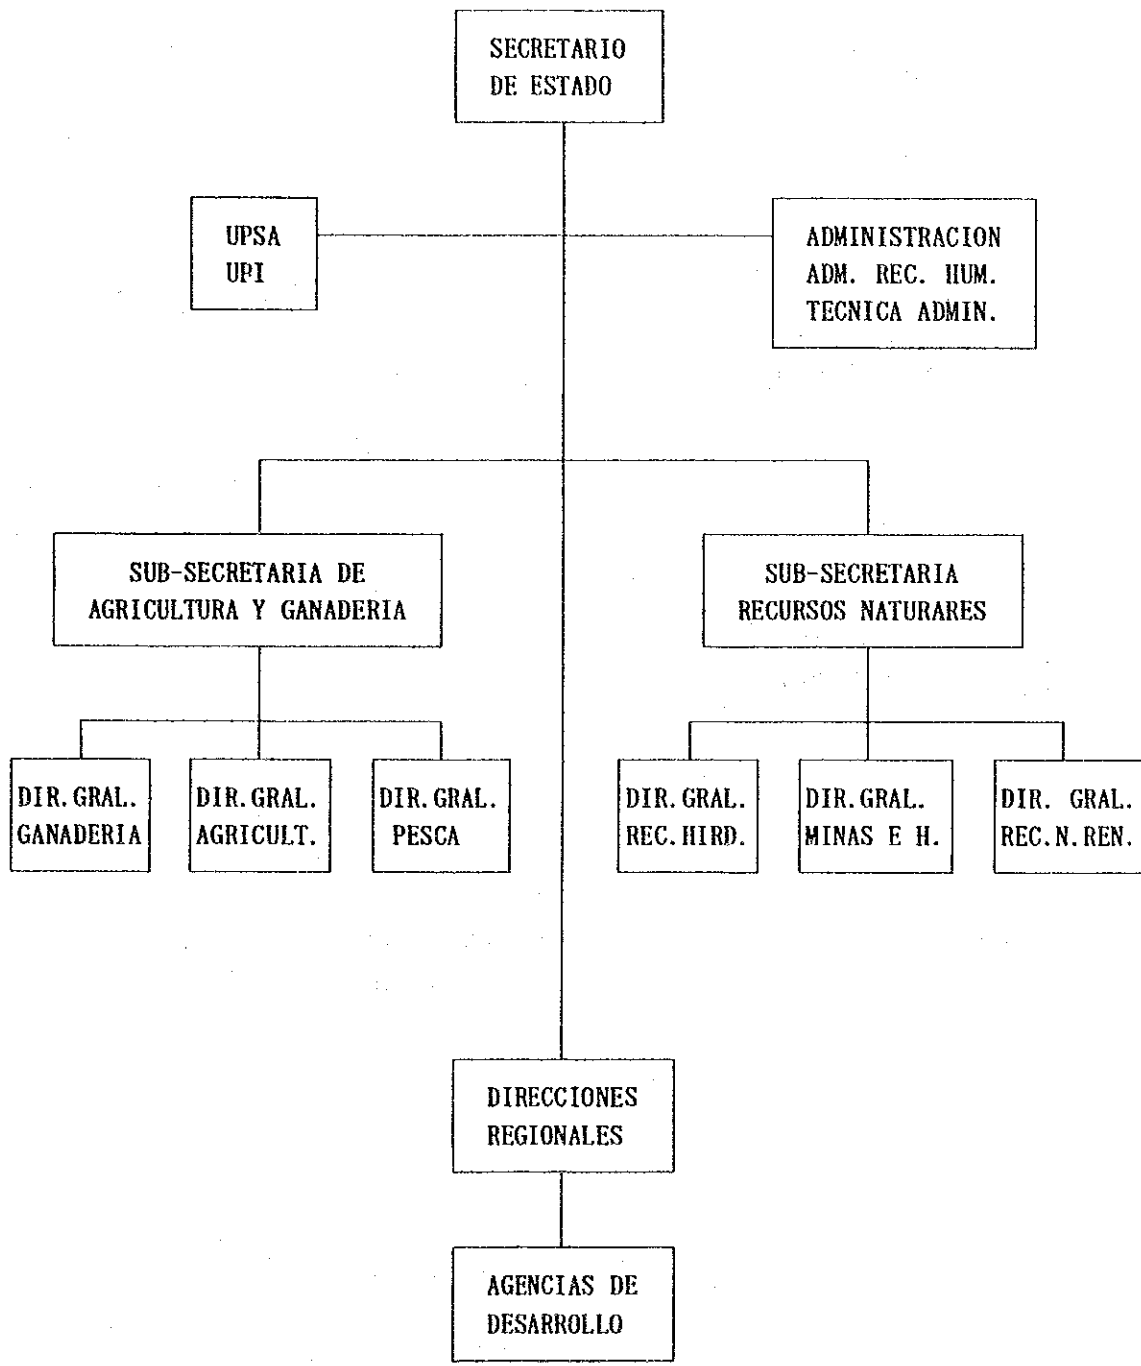 SECRETARIO
DE ESTADO
UPSA
UPI
ADMINISTRACION
ADM. REC. HUM.
TECNICA ADMIN.
SUB-SECRETARIA DE
AGRICULTURA Y GANADERIA
SUB-SECRETARIA
RECURSOS NATURARES
DIR.GRAL.
GANADERIA
DIR.GRAL.
AGRICULT.
DIR.GRAL.
PESCA
DIR.GRAL.
REC.HIRD.
DIR.GRAL.
MINAS E H.
DIR. GRAL.
REC.N.REN.
DIRECCIONES
REGIONALES
AGENCIAS DE
DESARROLLO